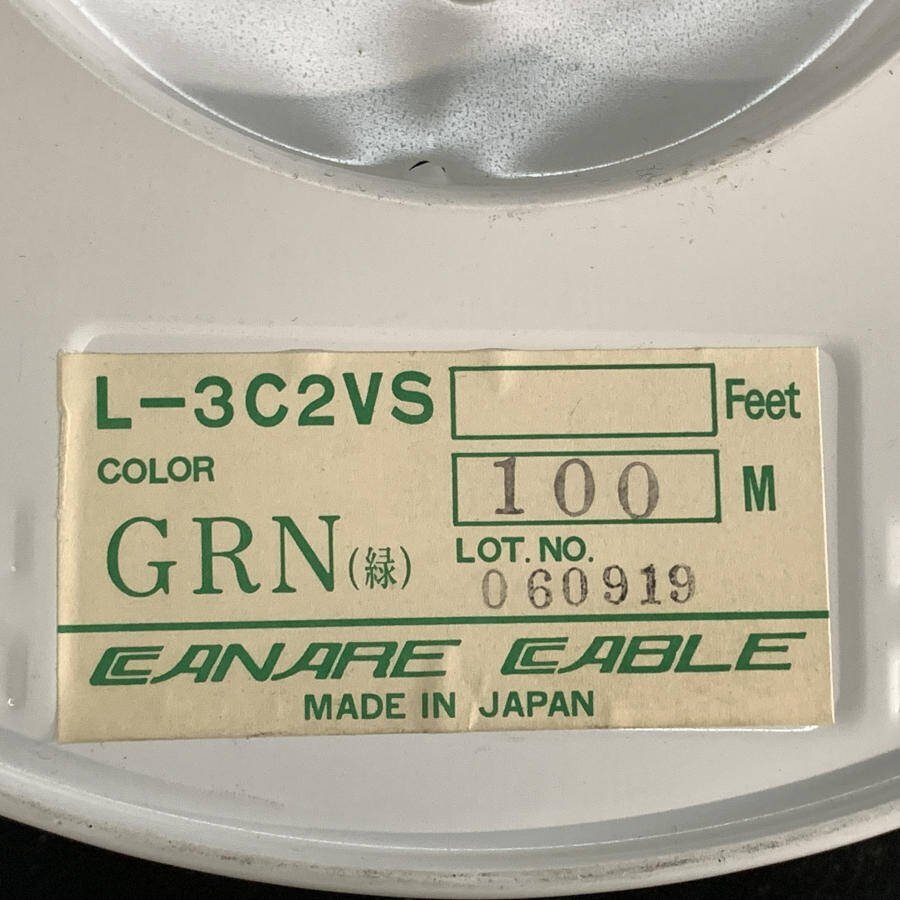 L-3C2VS Feet
COLOR 100 M
GRN(緑) LOT. NO.
060919
CANARE CABLE
MADE IN JAPAN